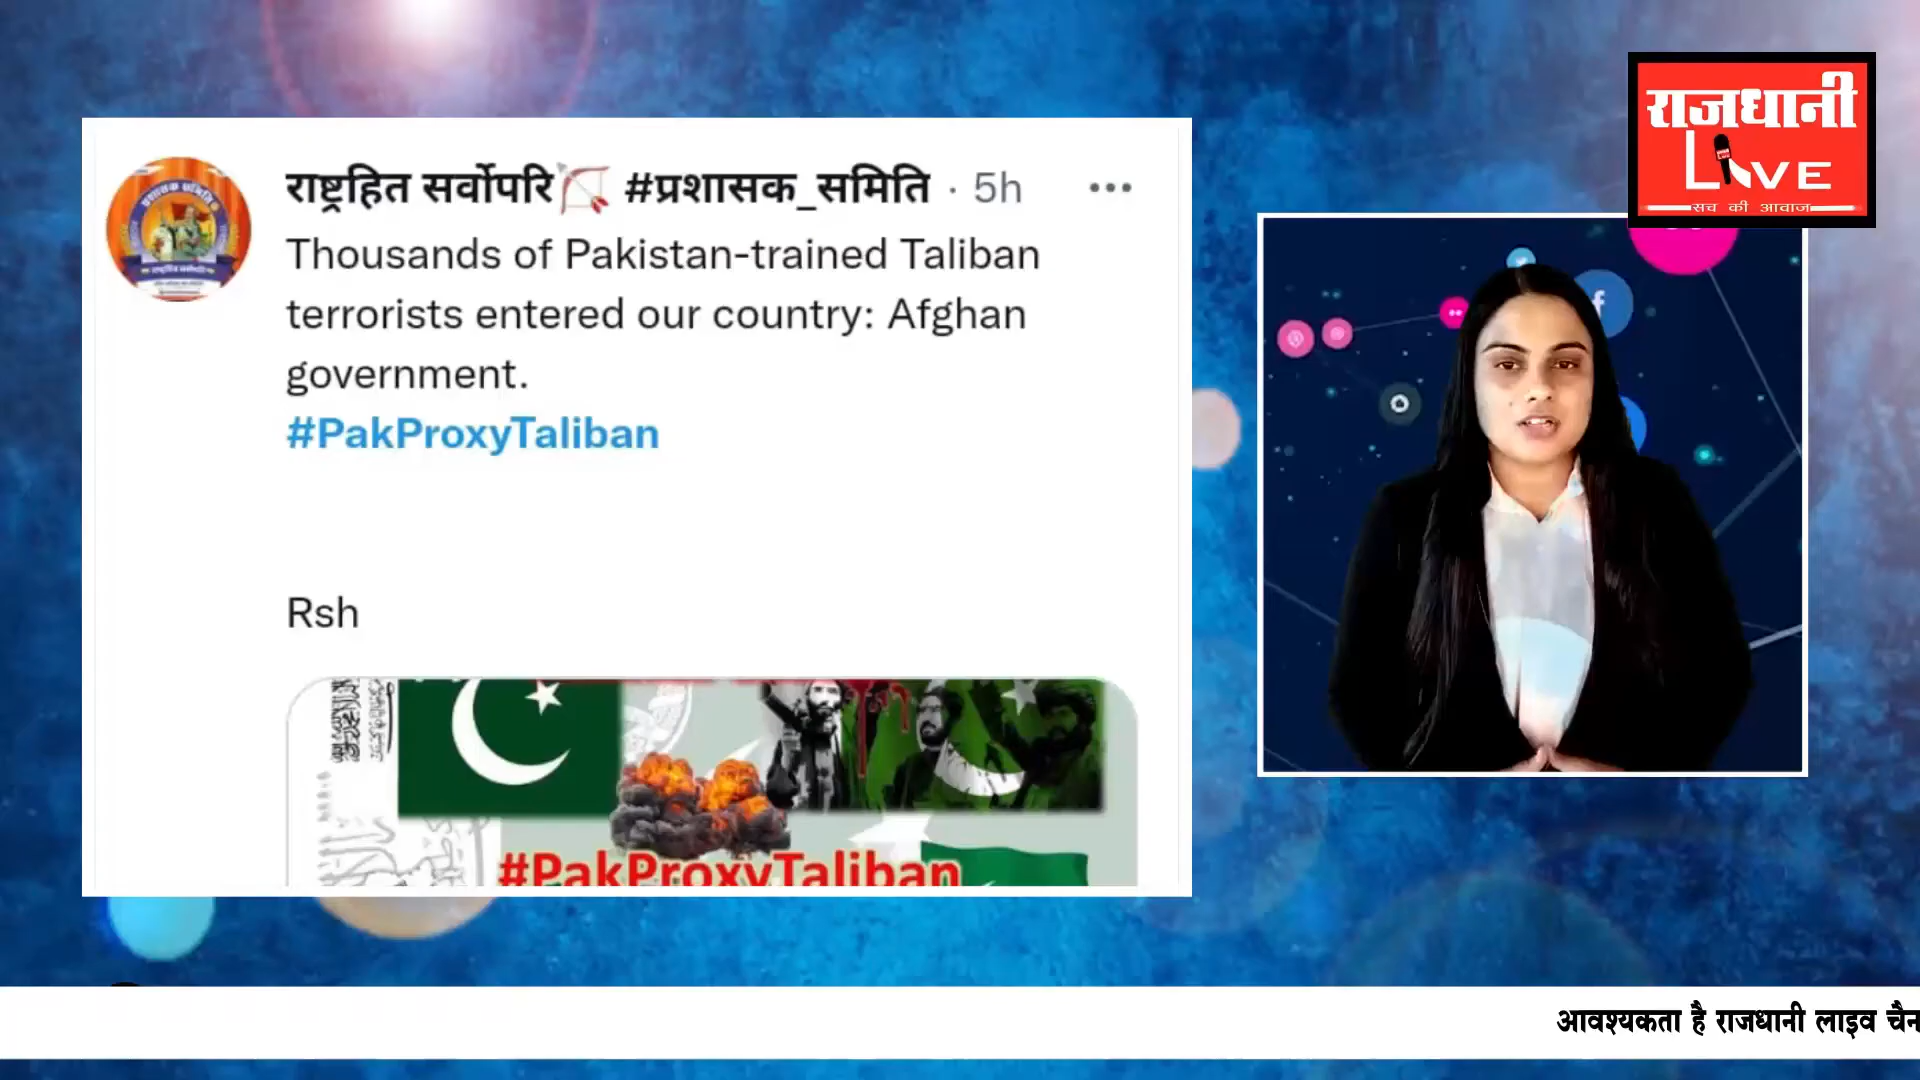 राष्ट्रहित सर्वोपरि🏹 #प्रशासक_समिति · 5h
Thousands of Pakistan-trained Taliban
terrorists entered our country: Afghan
government.
#PakProxyTaliban
Rsh
#PakProxyTaliban
राजधानी
LIVE
सच की आवाज
आवश्यकता है राजधानी लाइव चैन